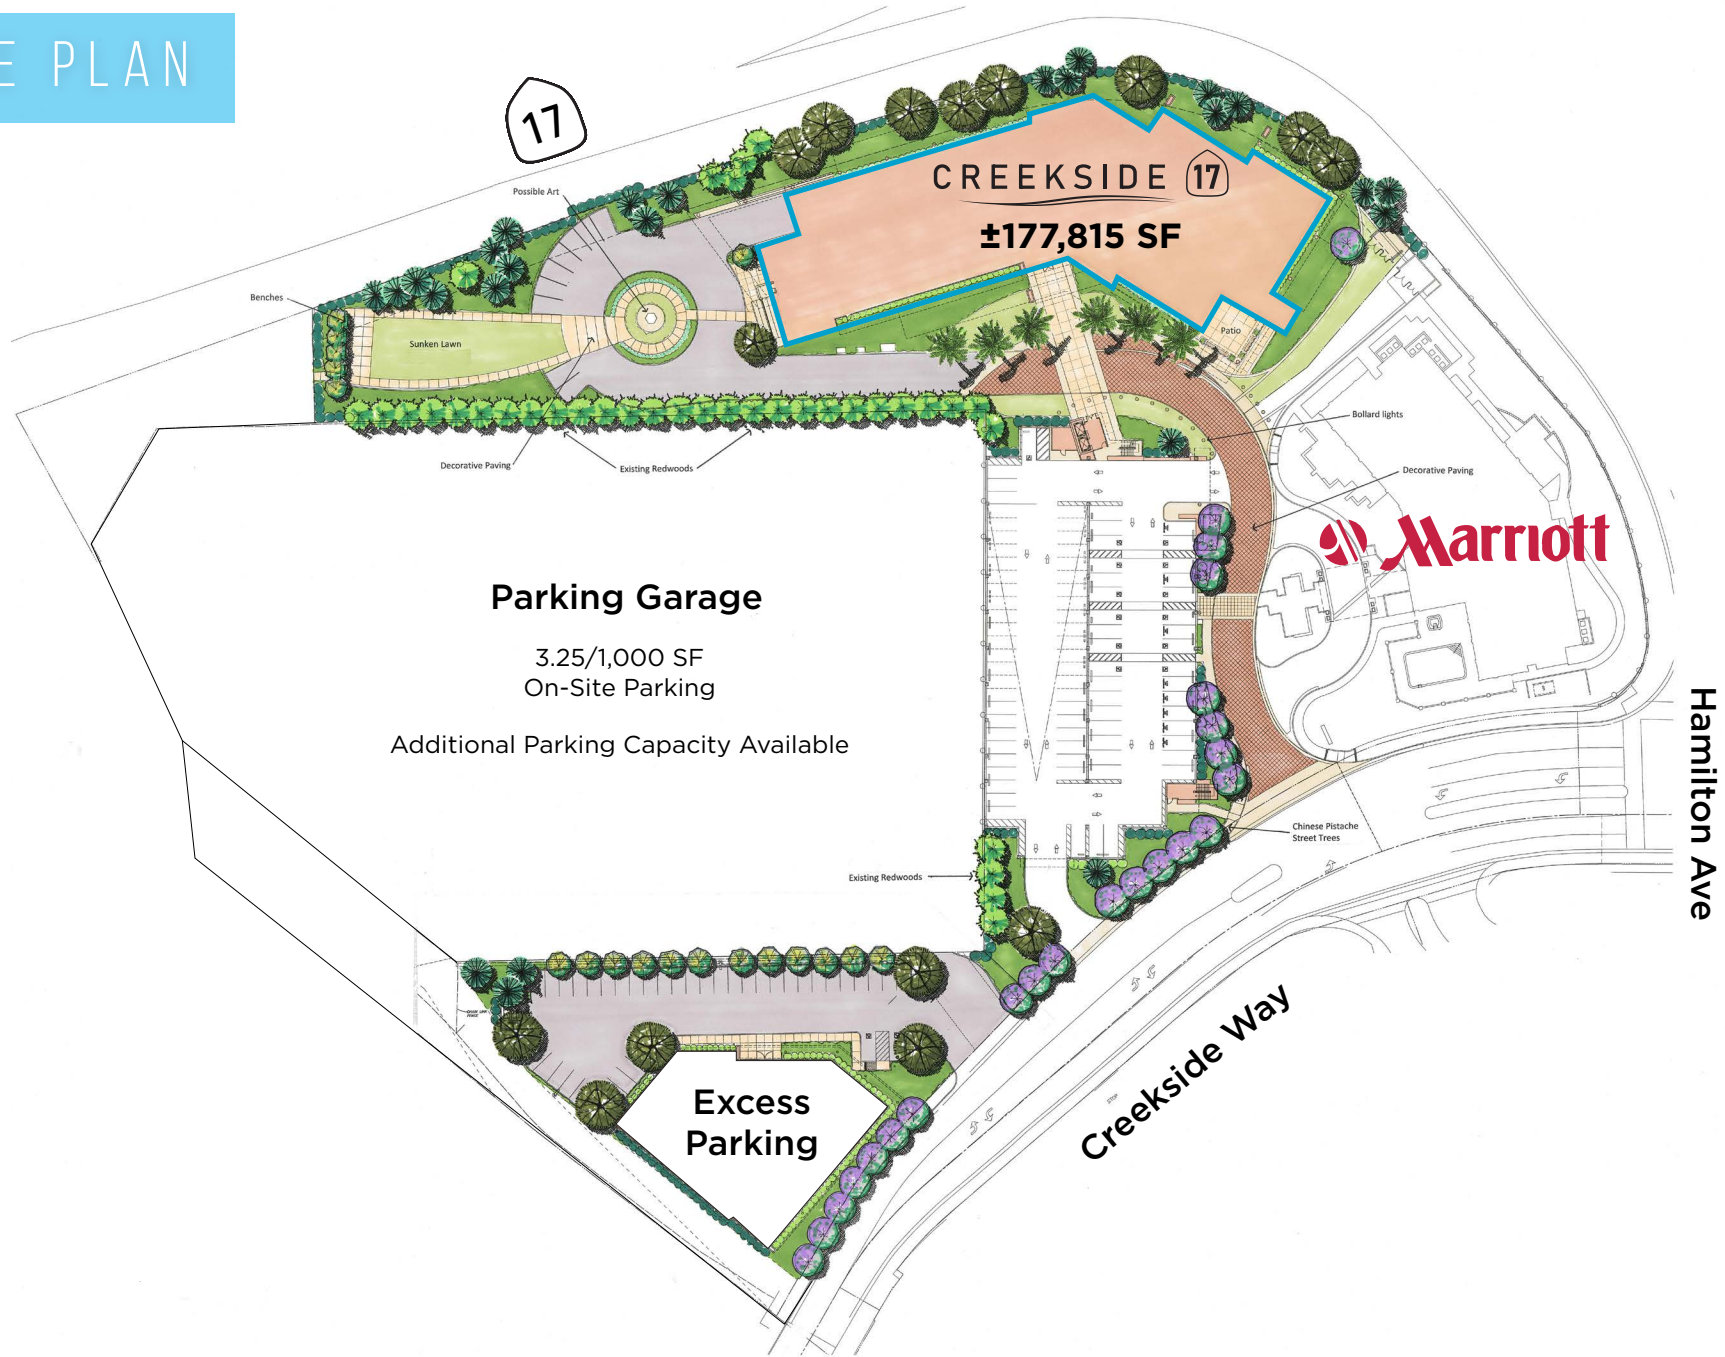 E PLAN
17
Possible Art
CREEKSIDE 17
±177,815 SF
Benches
Sunken Lawn
Patio
Bollard lights
Decorative Paving
Existing Redwoods
Decorative Paving
Marriott
Parking Garage
3.25/1,000 SF
On-Site Parking
Additional Parking Capacity Available
Hamilton Ave
Chinese Pistache
Street Trees
Existing Redwoods
Creekside Way
STOP
Excess
Parking